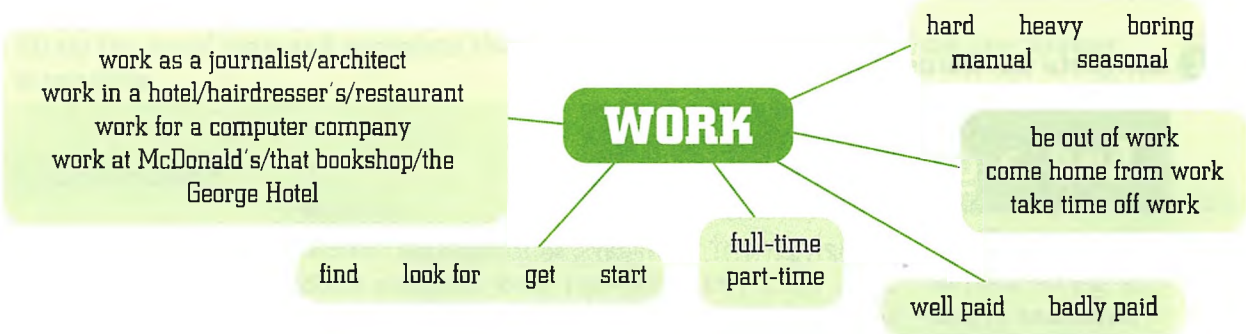 work as a journalist/architect
work in a hotel/hairdresser's/restaurant
work for a computer company
work at McDonald's/that bookshop/the
George Hotel
WORK
hard heavy boring
manual seasonal
be out of work
come home from work
take time off work
find look for get start
full-time
part-time
well paid badly paid